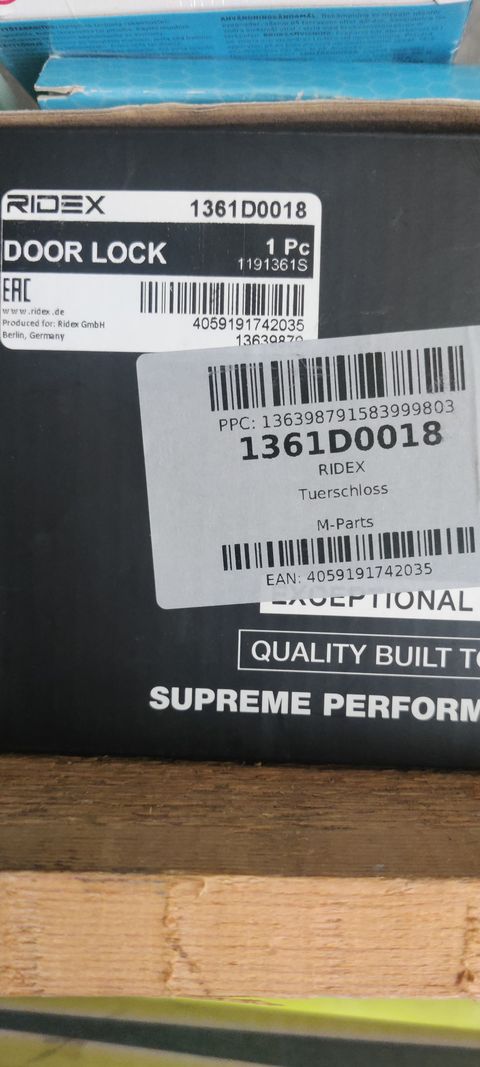 ANVÄNDNINGSÄNDAMÅL.
RIDEX 1361D0018
DOOR LOCK 1 Pc
1191361S
EAC
www.ridex.de
Produced for: Ridex GmbH
Berlin, Germany
4059191742035
PPC: 136398791583999803
1361D0018
RIDEX
Tuerschloss
M-Parts
EAN: 4059191742035
EXCEPTIONAL
QUALITY BUILT
SUPREME PERFORM